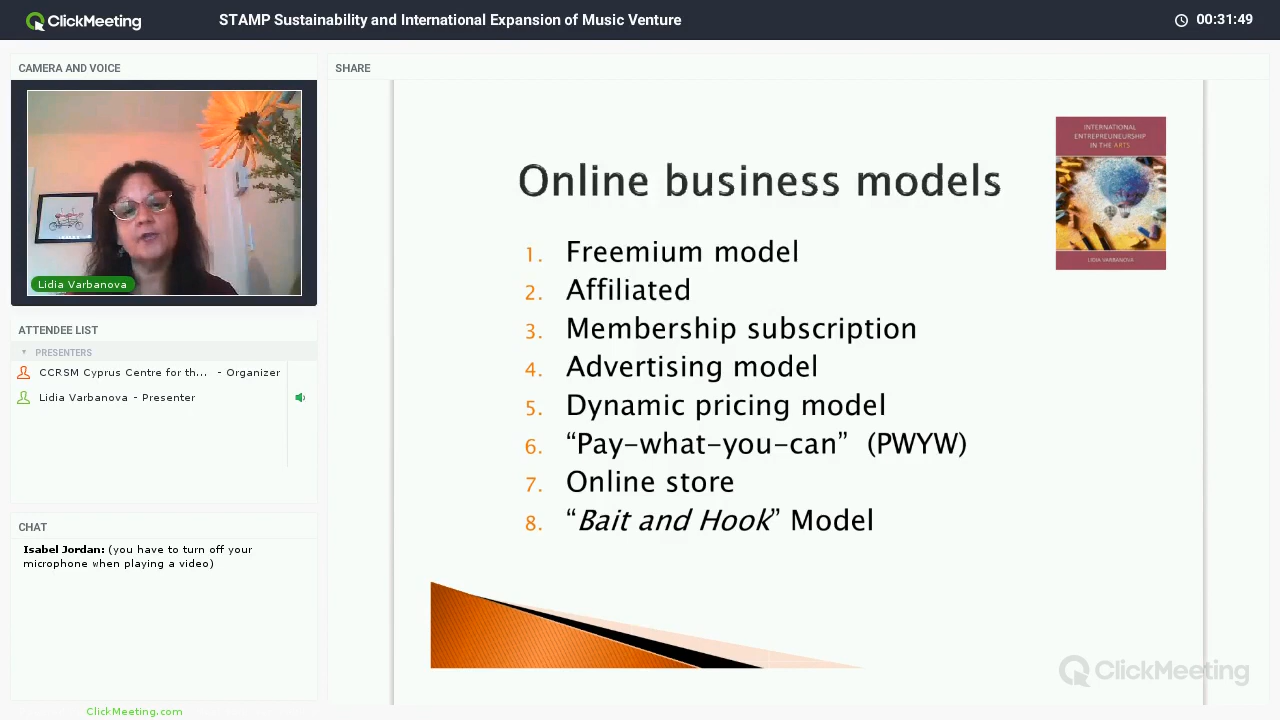 ClickMeeting
STAMP Sustainability and International Expansion of Music Venture
00:31:49
CAMERA AND VOICE
Lidia Varbanova
ATTENDEE LIST
PRESENTERS
CCRSM Cyprus Centre for th... - Organizer
Lidia Varbanova - Presenter
CHAT
Isabel Jordan: (you have to turn off your
microphone when playing a video)
ClickMeeting.com
SHARE
INTERNATIONAL
ENTREPRENEURSHIP
IN THE ARTS
LIDIA VARBANOVA
Online business models
1. Freemium model
2. Affiliated
3. Membership subscription
4. Advertising model
5. Dynamic pricing model
6. “Pay-what-you-can” (PWYW)
7. Online store
8. “Bait and Hook” Model
ClickMeeting